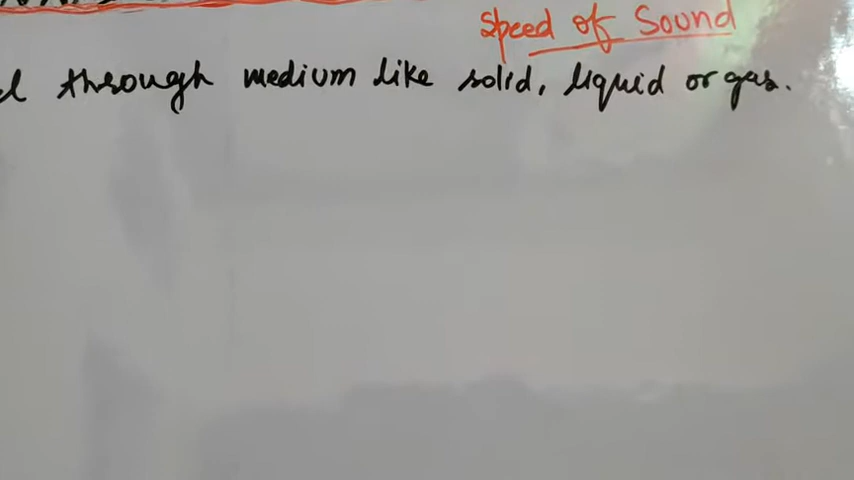 Speed of Sound
through medium like solid, liquid or gas.